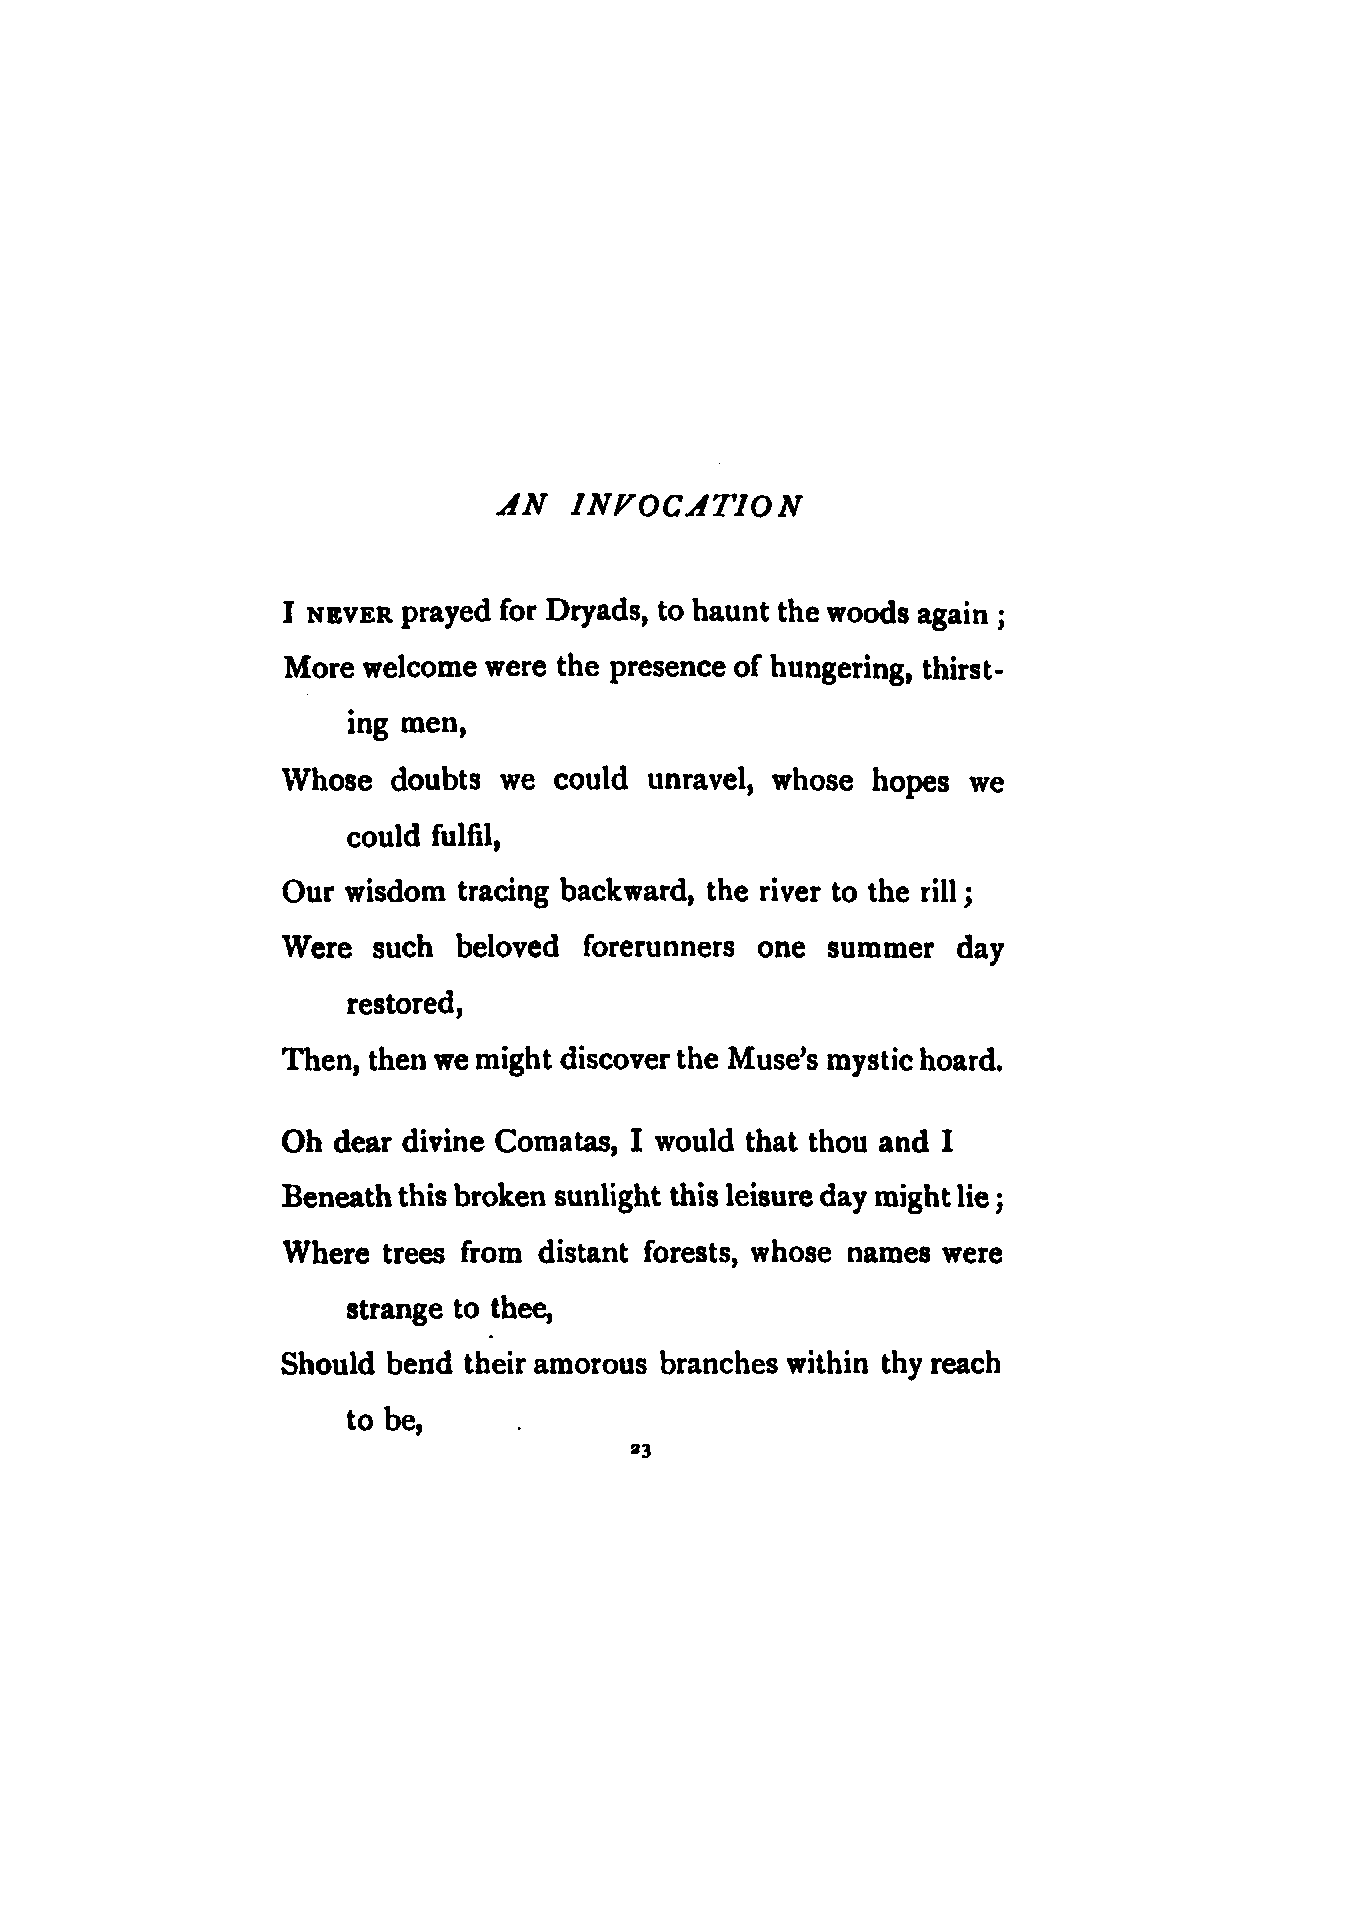 AN INVOCATION
I NEVER prayed for Dryads, to haunt the woods again ;
More welcome were the presence of hungering, thirst-
ing men,
Whose doubts we could unravel, whose hopes we
could fulfil,
Our wisdom tracing backward, the river to the rill ;
Were such beloved forerunners one summer day
restored,
Then, then we might discover the Muse's mystic hoard.
Oh dear divine Comatas, I would that thou and I
Beneath this broken sunlight this leisure day might lie ;
Where trees from distant forests, whose names were
strange to thee,
Should bend their amorous branches within thy reach
to be,
23